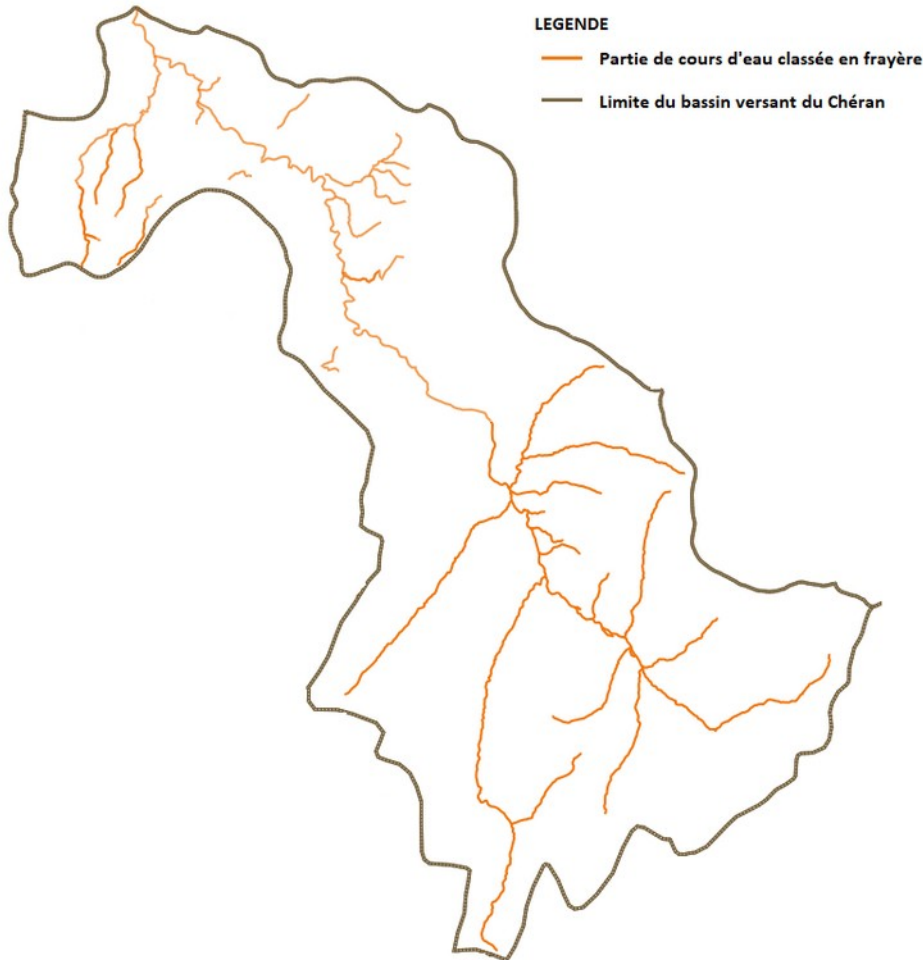 LEGENDE
Partie de cours d'eau classée en frayère
Limite du bassin versant du Chéran